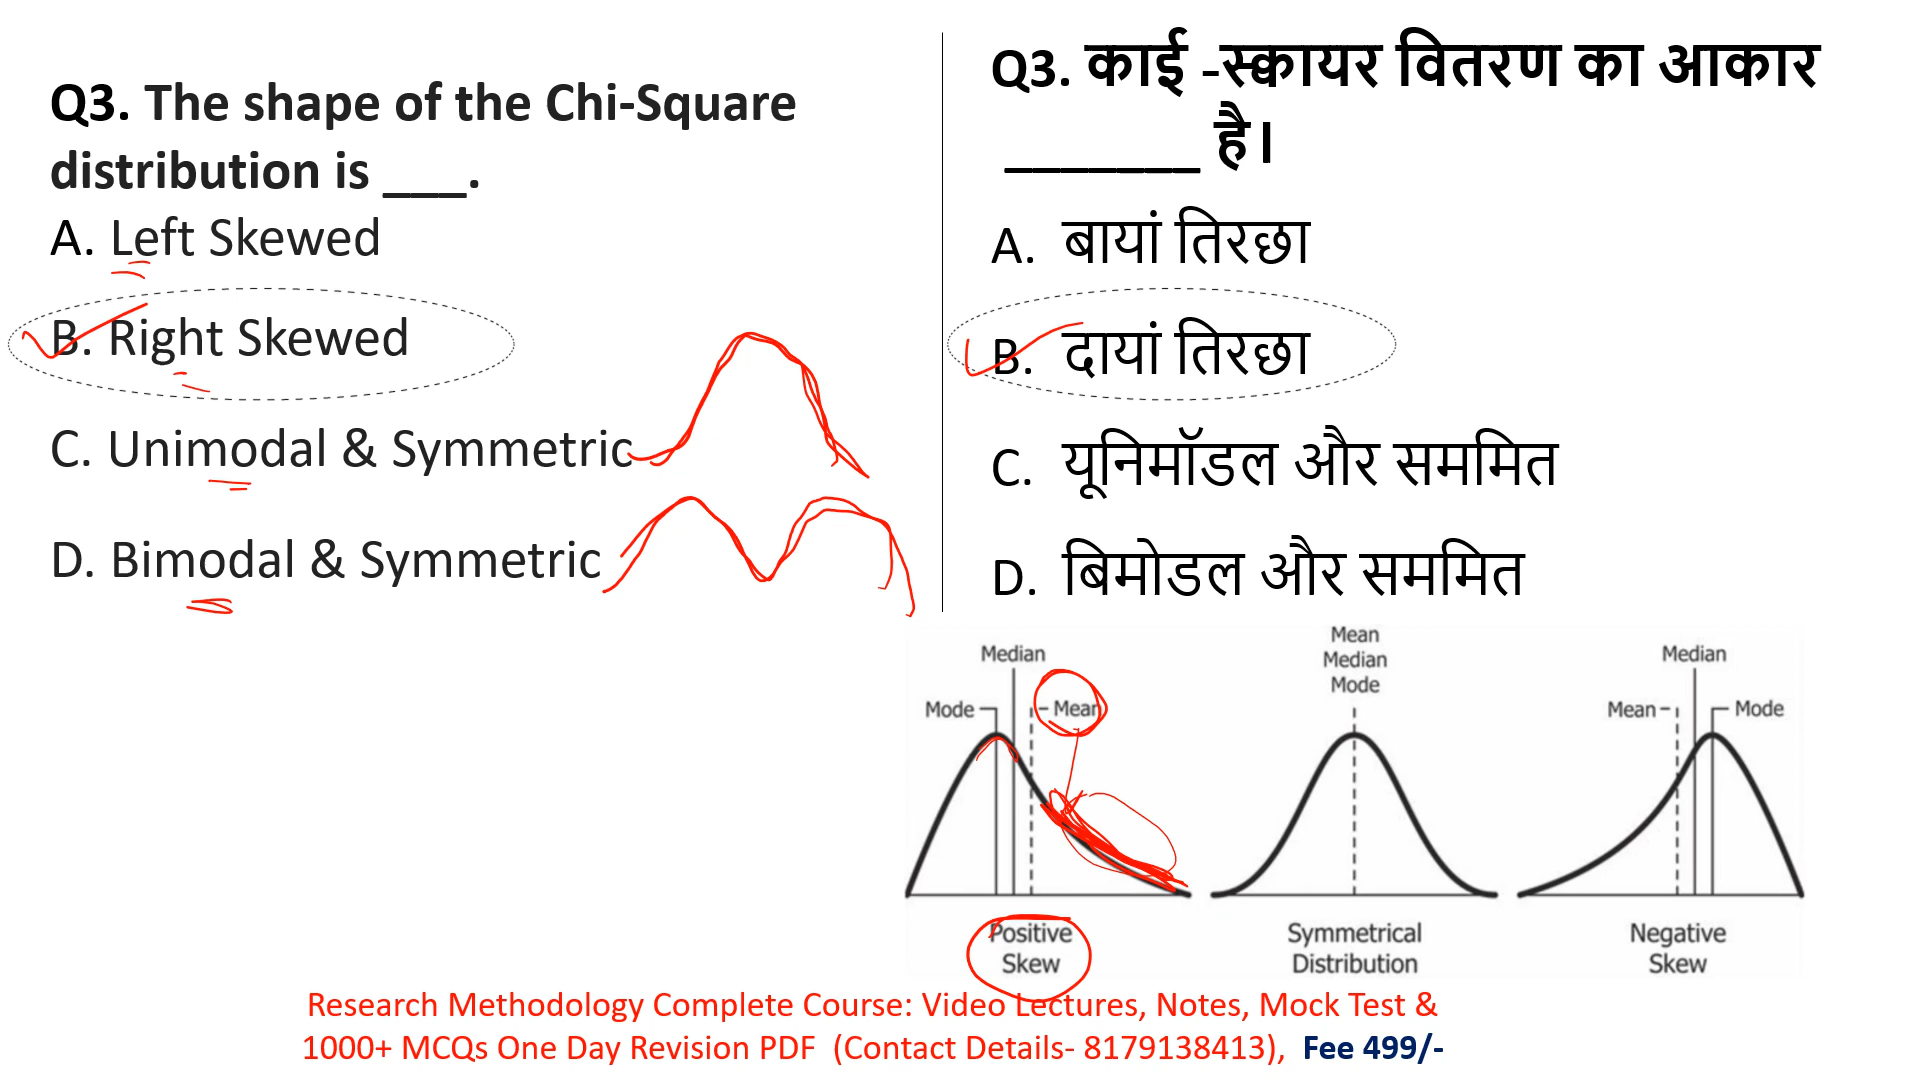 Q3. The shape of the Chi-Square
distribution is ___.
A. Left Skewed
B. Right Skewed
C. Unimodal & Symmetric
D. Bimodal & Symmetric
Q3. काई -स्क्वायर वितरण का आकार
_______ है।
A. बायां तिरछा
B. दायां तिरछा
C. यूनिमॉडल और सममित
D. बिमोडल और सममित
Median
Mode
Mean
Positive
Skew
Mean
Median
Mode
Symmetrical
Distribution
Median
Mean
Mode
Negative
Skew
Research Methodology Complete Course: Video Lectures, Notes, Mock Test &
1000+ MCQs One Day Revision PDF (Contact Details- 8179138413), Fee 499/-